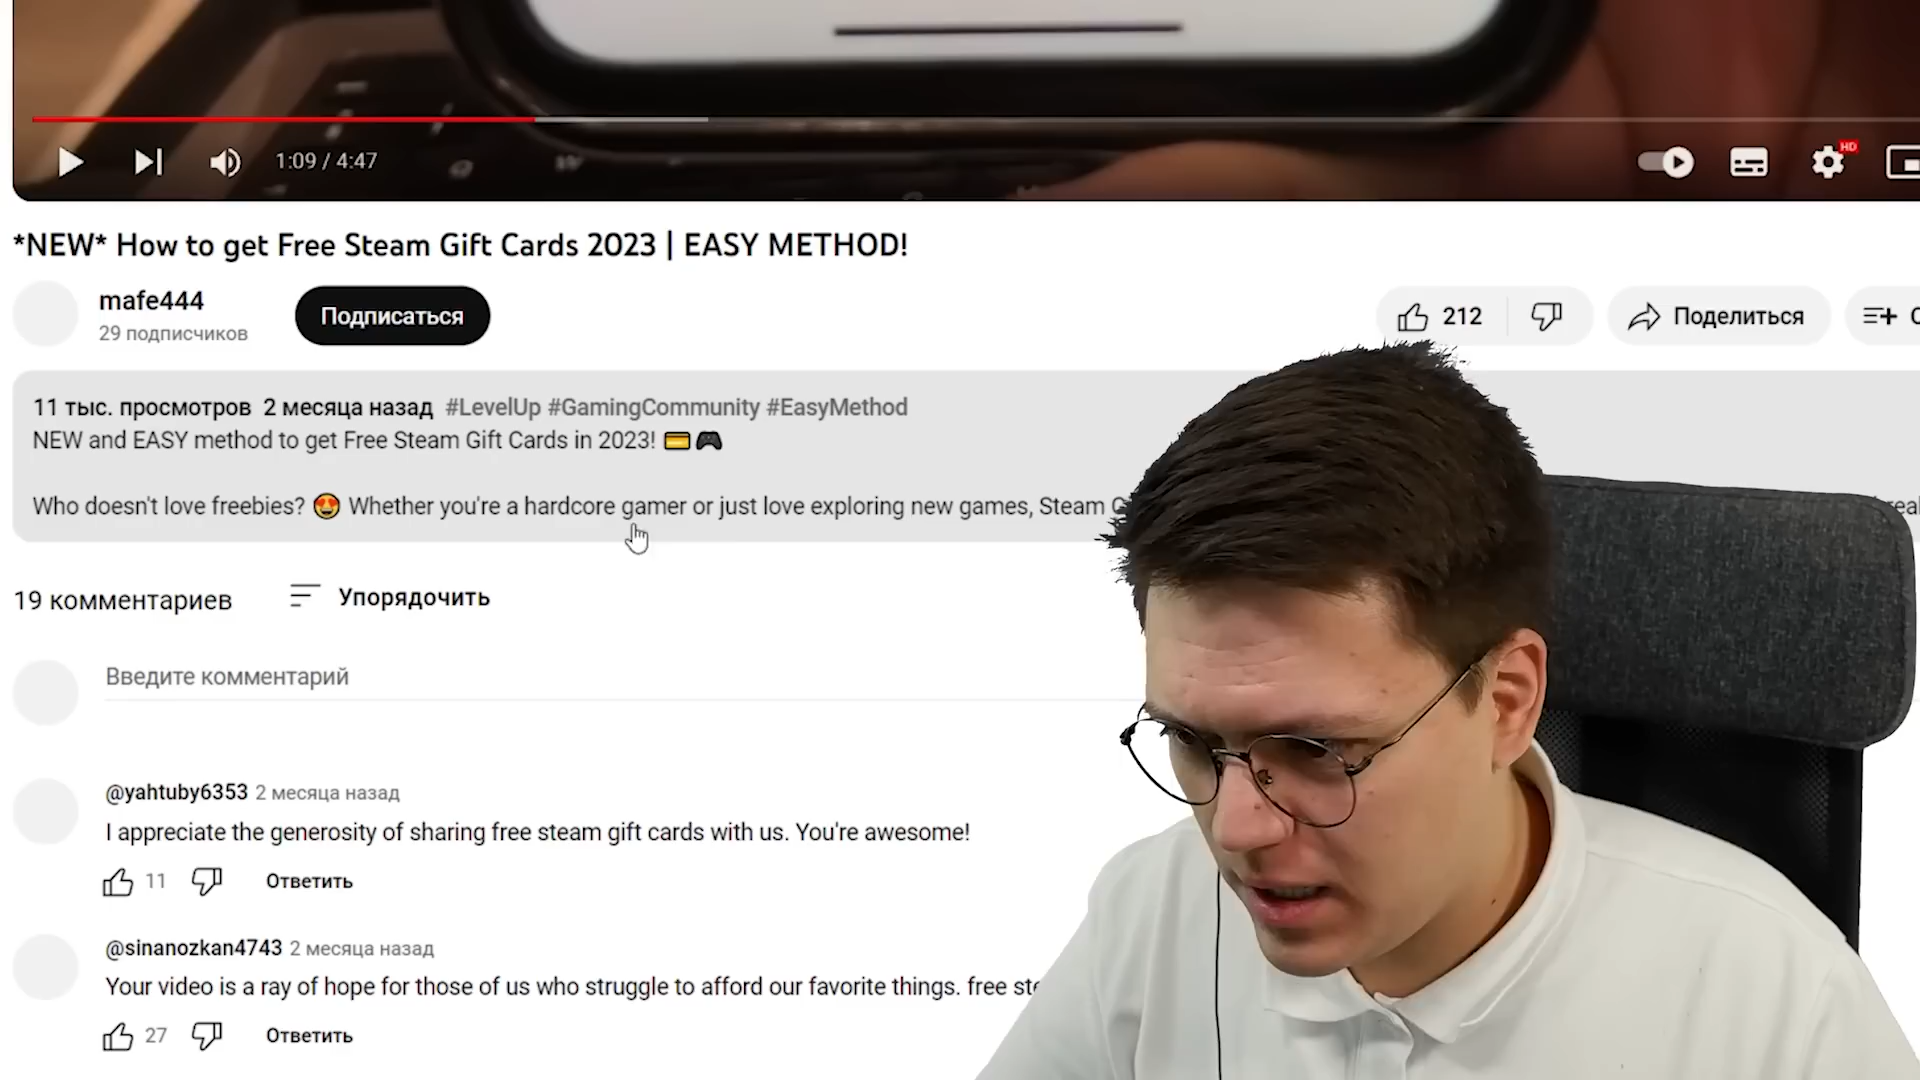 1:09 / 4:47
HD
*NEW* How to get Free Steam Gift Cards 2023 | EASY METHOD!
mafe444
29 подписчиков
Подписаться
212
Поделиться
11 тыс. просмотров 2 месяца назад #LevelUp #GamingCommunity #EasyMethod
NEW and EASY method to get Free Steam Gift Cards in 2023! 💳🎮
Who doesn't love freebies? 😍 Whether you're a hardcore gamer or just love exploring new games, Steam
19 комментариев
Упорядочить
Введите комментарий
@yahtuby6353 2 месяца назад
I appreciate the generosity of sharing free steam gift cards with us. You're awesome!
11
Ответить
@sinanozkan4743 2 месяца назад
Your video is a ray of hope for those of us who struggle to afford our favorite things. free
27
Ответить